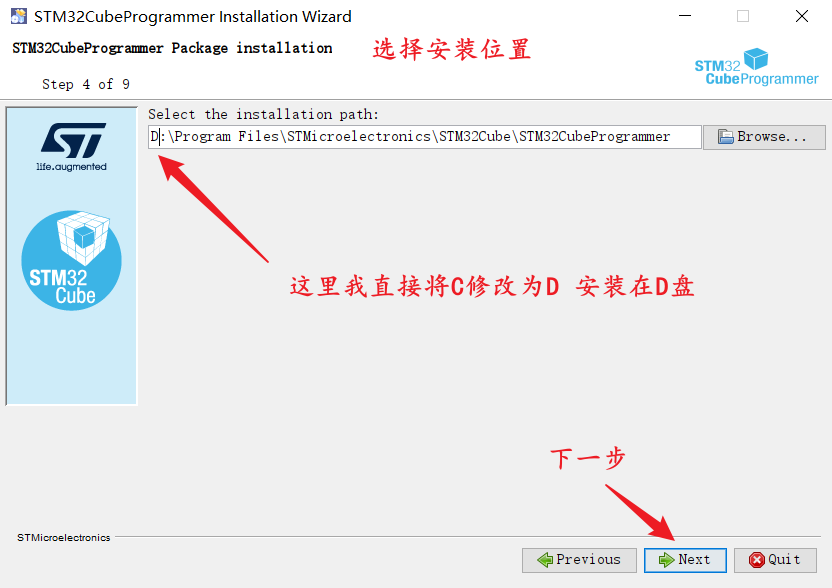 STM32CubeProgrammer Installation Wizard
STM32CubeProgrammer Package installation
选择安装位置
Step 4 of 9
STM32
CubeProgrammer
Select the installation path:
D:\Program Files\STMicroelectronics\STM32Cube\STM32CubeProgrammer
Browse...
ST
life.augmented
STM32
Cube
这里我直接将C修改为D 安装在D盘
下一步
STMicroelectronics
Previous
Next
Quit